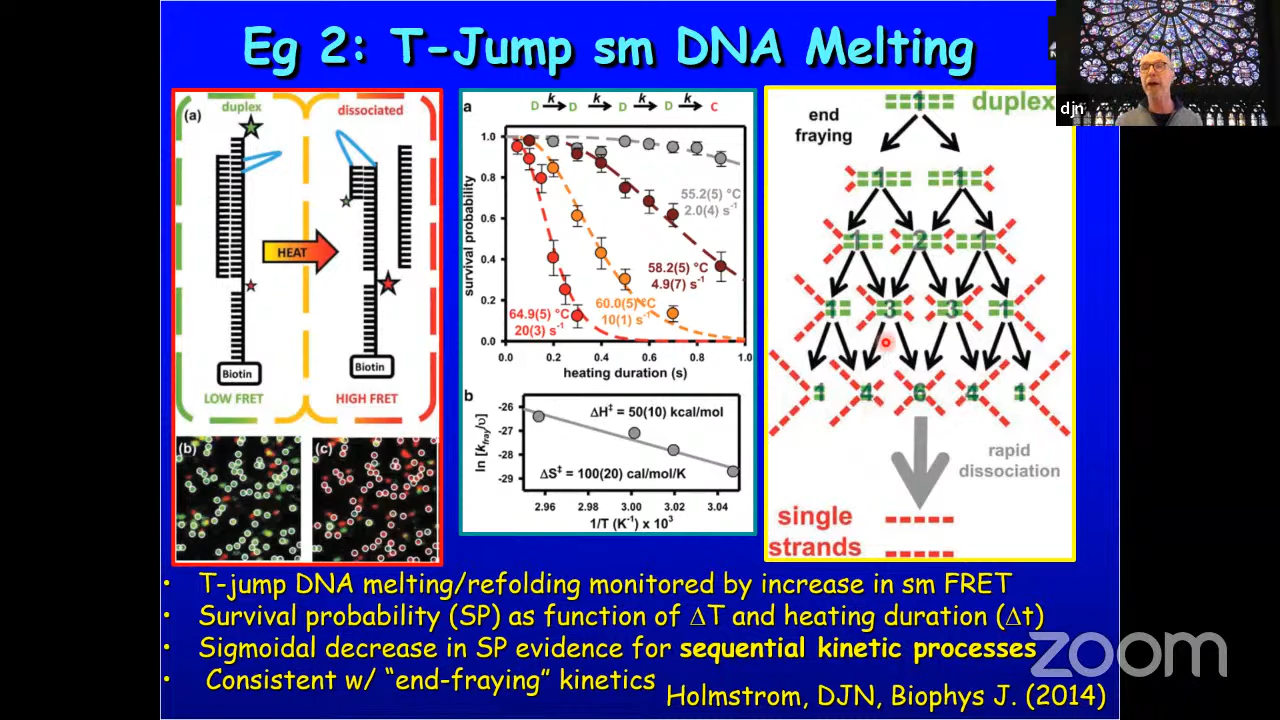 Eg 2: T-Jump sm DNA Melting
djn
(a)
duplex
dissociated
HEAT
Biotin
Biotin
LOW FRET
HIGH FRET
(b)
(c)
a
D k D k D k D k C
survival probability
1.0
0.8
0.6
0.4
0.2
0.0
55.2(5) °C
2.0(4) s-1
58.2(5) °C
4.9(7) s-1
60.0(5)°C
10(1) s-1
64.9(5) °C
20(3) s-1
0.0 0.2 0.4 0.6 0.8 1.0
heating duration (s)
b
ln [kfray/υ]
-26
-27
-28
-29
ΔH‡ = 50(10) kcal/mol
ΔS‡ = 100(20) cal/mol/K
2.96 2.98 3.00 3.02 3.04
1/T (K-1) x 103
1 duplex
end
fraying
1 1
1 2 1
1 3 3 1
1 4 6 4 1
rapid
dissociation
single
strands
• T-jump DNA melting/refolding monitored by increase in sm FRET
• Survival probability (SP) as function of ΔT and heating duration (Δt)
• Sigmoidal decrease in SP evidence for sequential kinetic processes
• Consistent w/ “end-fraying” kinetics
Holmstrom, DJN, Biophys J. (2014)
zoom